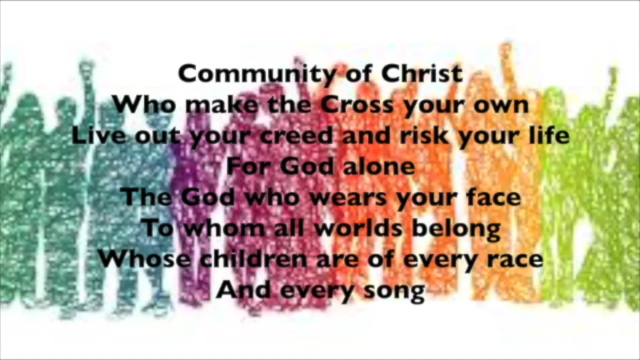 Community of Christ
Who make the Cross your own
Live out your creed and risk your life
For God alone
The God who wears your face
To whom all worlds belong
Whose children are of every race
And every song